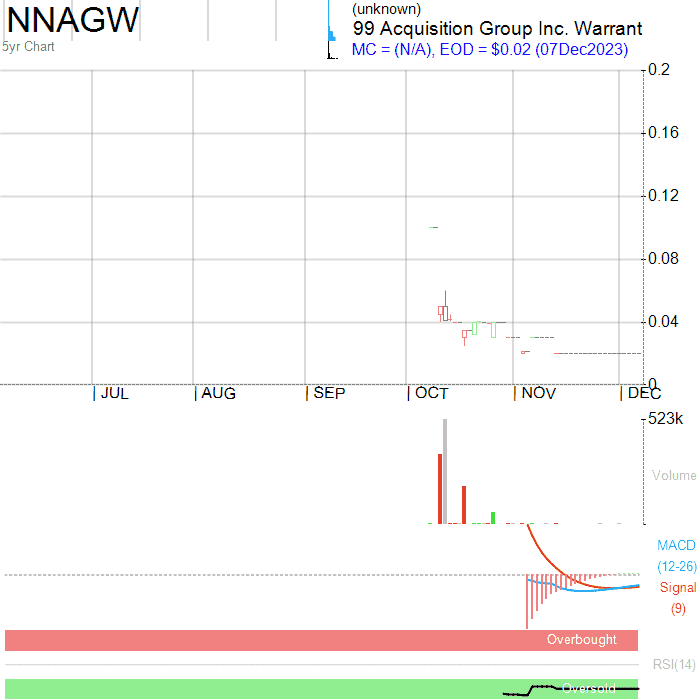 NNAGW
5yr Chart
(unknown)
99 Acquisition Group Inc. Warrant
MC = (N/A), EOD = $0.02 (07Dec2023)
0.2
0.16
0.12
0.08
0.04
0
JUL AUG SEP OCT NOV DEC
523k
Volume
MACD
(12-26)
Signal
(9)
Overbought
RSI(14)
Oversold